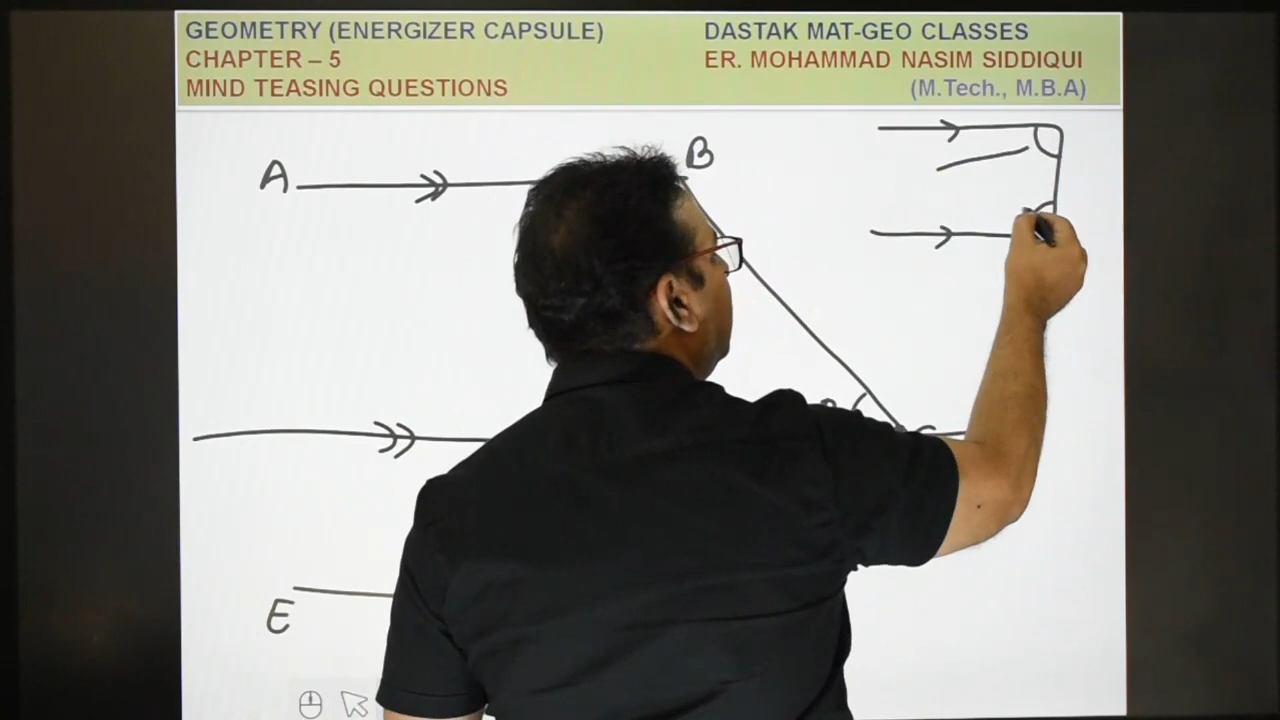 GEOMETRY (ENERGIZER CAPSULE)
CHAPTER – 5
MIND TEASING QUESTIONS
DASTAK MAT-GEO CLASSES
ER. MOHAMMAD NASIM SIDDIQUI
(M.Tech., M.B.A)
A
B
E